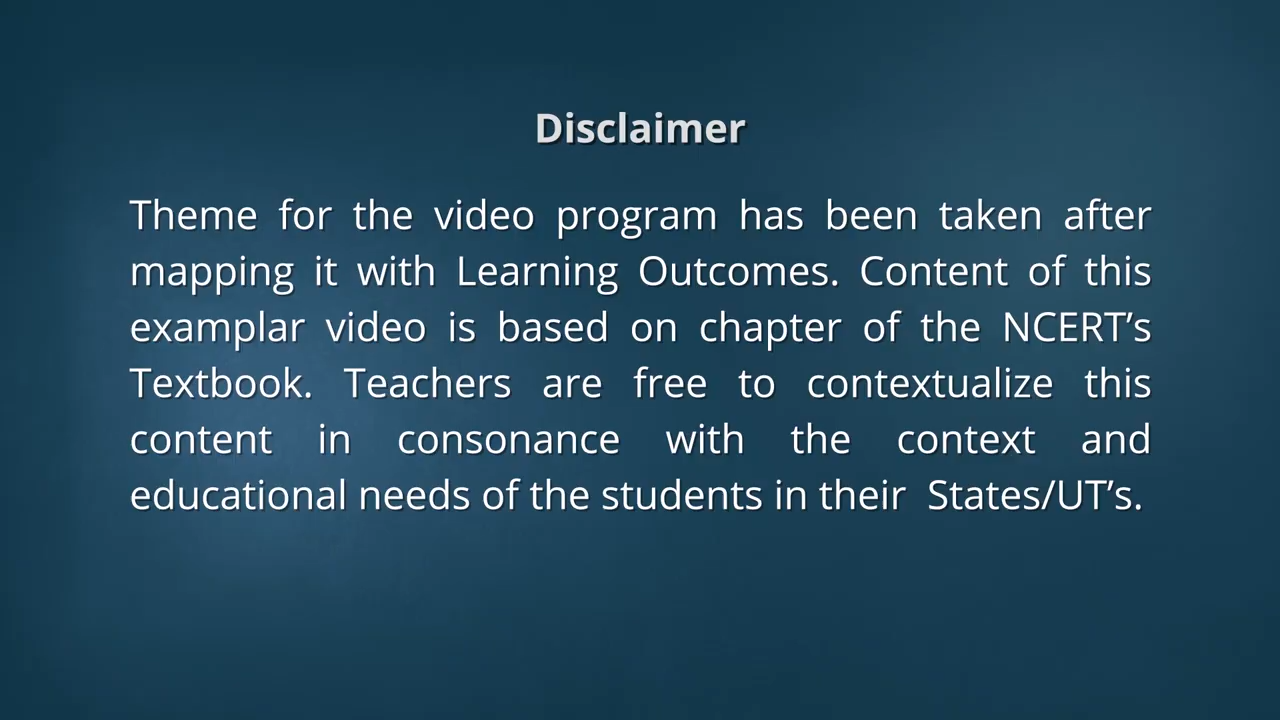 Disclaimer
Theme for the video program has been taken after
mapping it with Learning Outcomes. Content of this
examplar video is based on chapter of the NCERT’s
Textbook. Teachers are free to contextualize this
content in consonance with the context and
educational needs of the students in their  States/UT’s.